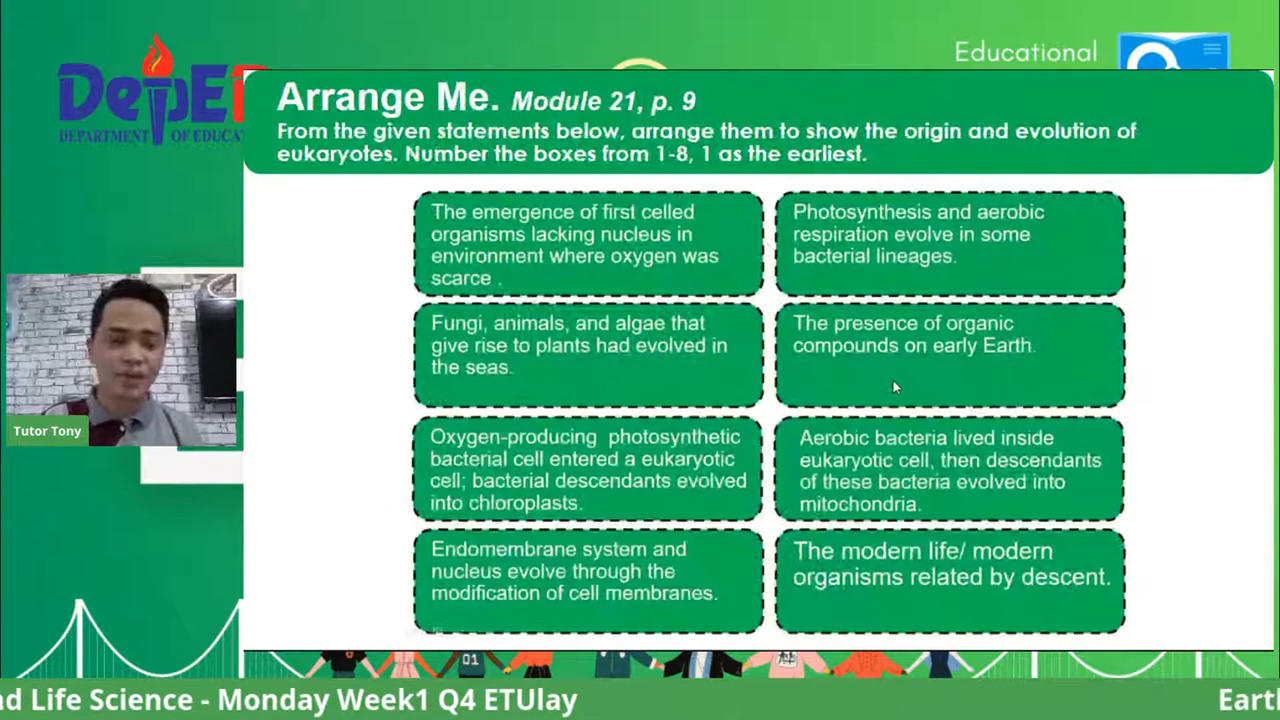 DepED
DEPARTMENT OF EDUCAT
Educational
Arrange Me. Module 21, p. 9
From the given statements below, arrange them to show the origin and evolution of
eukaryotes. Number the boxes from 1-8, 1 as the earliest.
The emergence of first celled
organisms lacking nucleus in
environment where oxygen was
scarce .
Photosynthesis and aerobic
respiration evolve in some
bacterial lineages.
Fungi, animals, and algae that
give rise to plants had evolved in
the seas.
The presence of organic
compounds on early Earth.
Oxygen-producing photosynthetic
bacterial cell entered a eukaryotic
cell; bacterial descendants evolved
into chloroplasts.
Aerobic bacteria lived inside
eukaryotic cell, then descendants
of these bacteria evolved into
mitochondria.
Endomembrane system and
nucleus evolve through the
modification of cell membranes.
The modern life/ modern
organisms related by descent.
Tutor Tony
01
nd Life Science - Monday Week1 Q4 ETUlay
Earth